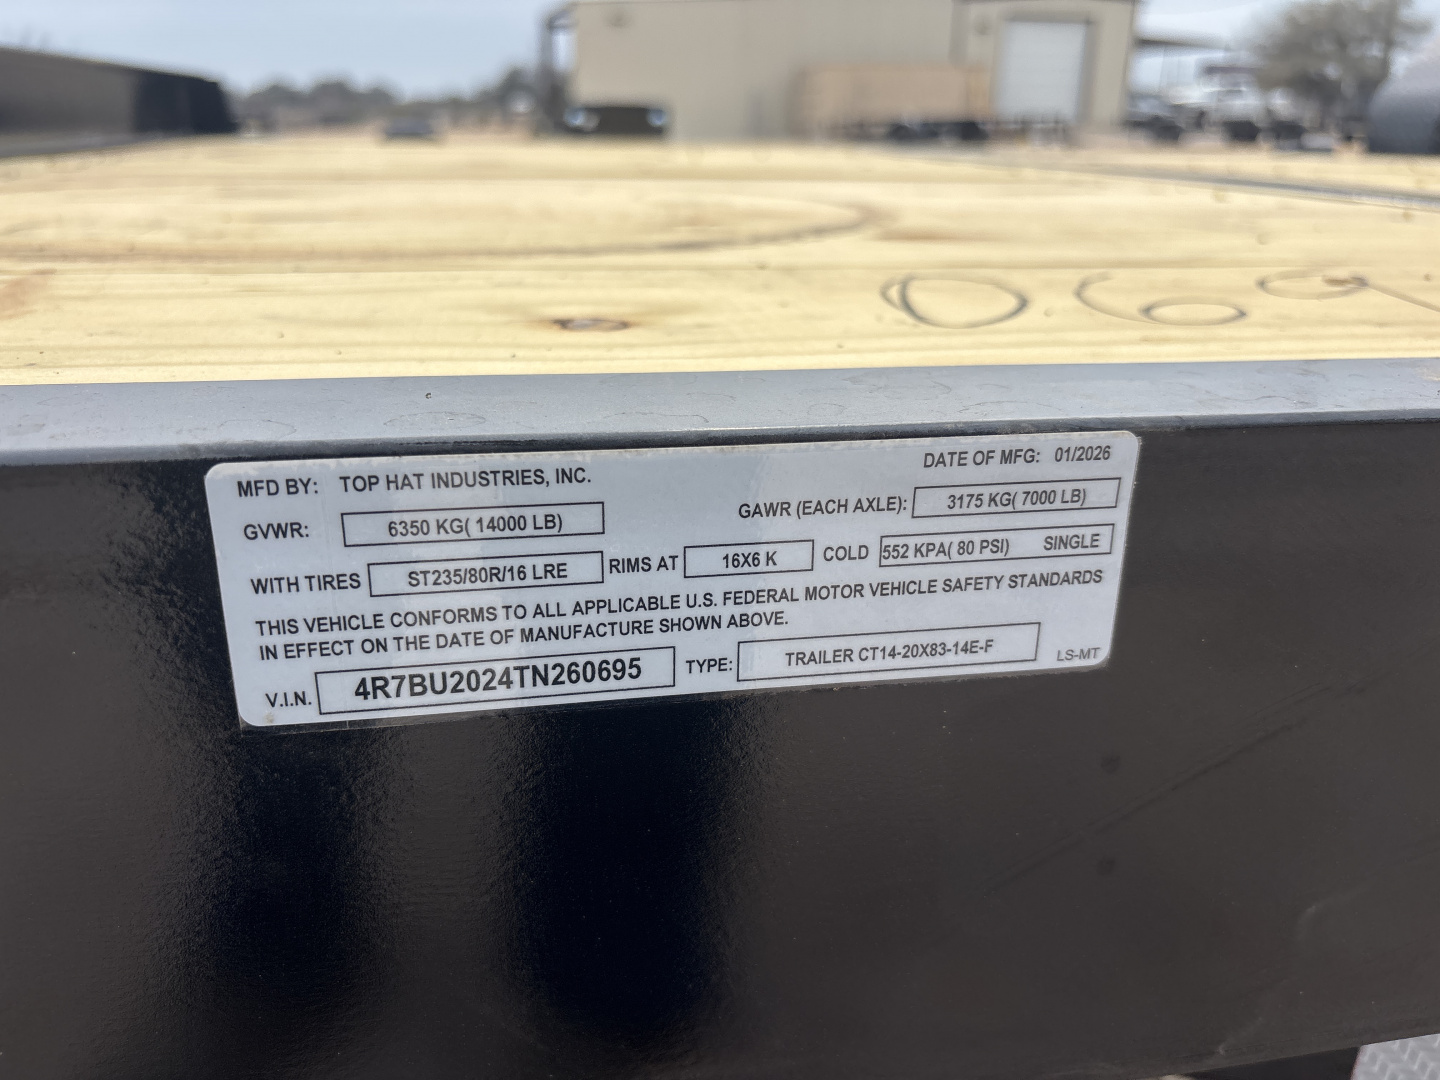 069
MFD BY: TOP HAT INDUSTRIES, INC. DATE OF MFG: 01/2026
GVWR: 6350 KG( 14000 LB) GAWR (EACH AXLE): 3175 KG( 7000 LB)
WITH TIRES ST235/80R/16 LRE RIMS AT 16X6 K COLD 552 KPA( 80 PSI) SINGLE
THIS VEHICLE CONFORMS TO ALL APPLICABLE U.S. FEDERAL MOTOR VEHICLE SAFETY STANDARDS
IN EFFECT ON THE DATE OF MANUFACTURE SHOWN ABOVE.
V.I.N. 4R7BU2024TN260695 TYPE: TRAILER CT14-20X83-14E-F LS-MT